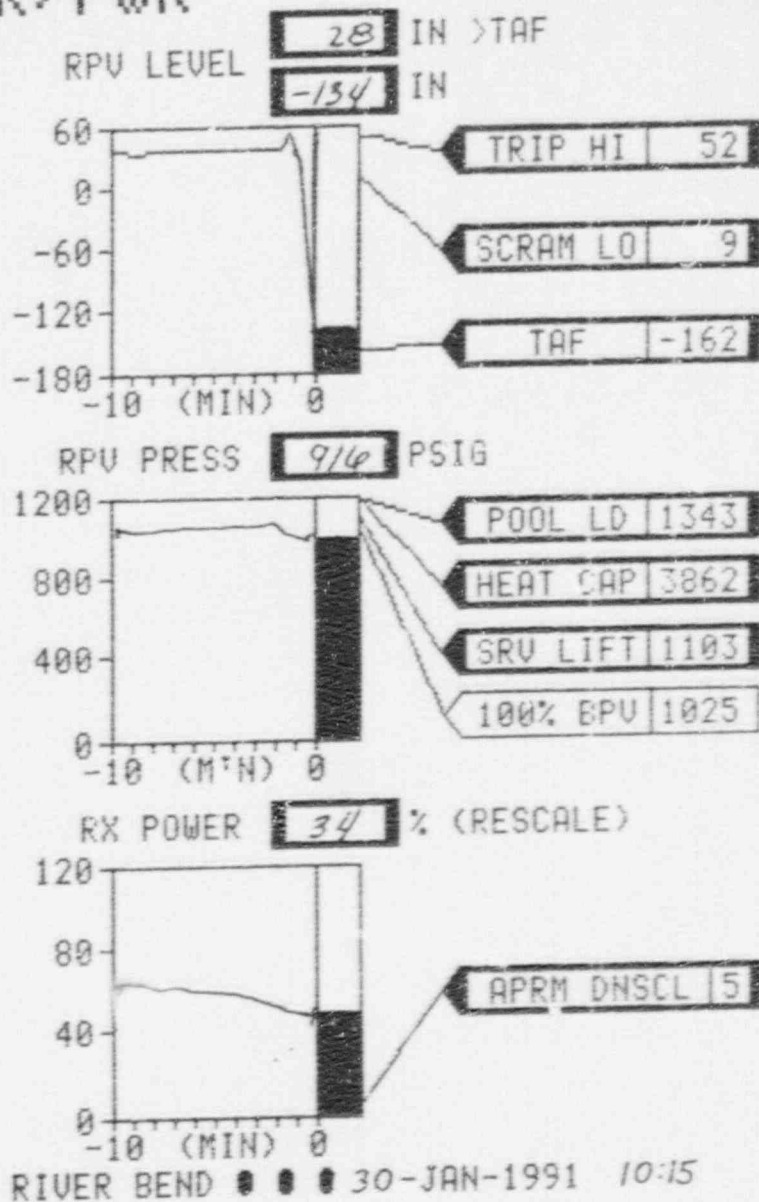 RPV LEVEL
28 IN >TAF
-134 IN
60
0
-60
-120
-180
-10 (MIN) 0
TRIP HI 52
SCRAM LO 9
TAF -162
RPV PRESS 916 PSIG
1200
800
400
0
-10 (MIN) 0
POOL LD 1343
HEAT CAP 3862
SRV LIFT 1103
100% BPV 1025
RX POWER 34 % (RESCALE)
120
80
40
0
-10 (MIN) 0
APRM DNSCL 5
RIVER BEND 30-JAN-1991 10:15